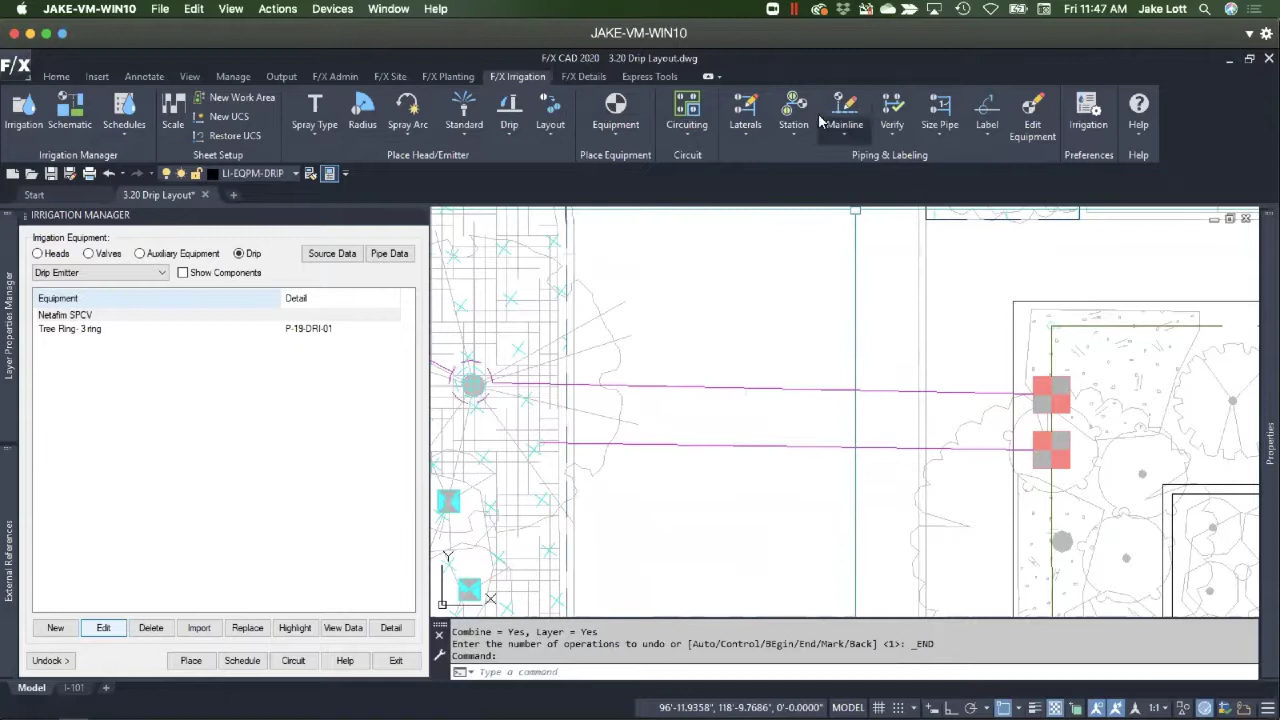 JAKE-VM-WIN10 File Edit View Actions Devices Window Help Fri 11:47 AM Jake Lott
JAKE-VM-WIN10
F/X F/X CAD 2020 3.20 Drip Layout.dwg
Home Insert Annotate View Manage Output F/X Admin F/X Site F/X Planting F/X Irrigation F/X Details Express Tools
New Work Area
New UCS
Restore UCS
Irrigation Schematic Schedules Scale Spray Type Radius Spray Arc Standard Drip Layout Equipment Circuiting Laterals Station Mainline Verify Size Pipe Label Edit Equipment Irrigation Help
Irrigation Manager Sheet Setup Place Head/Emitter Place Equipment Circuit Piping & Labeling Preferences Help
LI-EQPM-DRIP
Start 3.20 Drip Layout*
IRRIGATION MANAGER
Irrigation Equipment:
Heads Valves Auxiliary Equipment Drip Source Data Pipe Data
Drip Emitter Show Components
Equipment Detail
Netafim SPCV
Tree Ring- 3 ring P-19-DRI-01
New Edit Delete Import Replace Highlight View Data Detail
Undock > Place Schedule Circuit Help Exit
Layer Properties Manager
External References
Properties
Y
X
Combine = Yes, Layer = Yes
Enter the number of operations to undo or [Auto/Control/BEgin/End/Mark/Back] <1>: _END
Command:
Type a command
Model I-101
96'-11.9358", 118'-9.7686", 0'-0.0000" MODEL 1:1